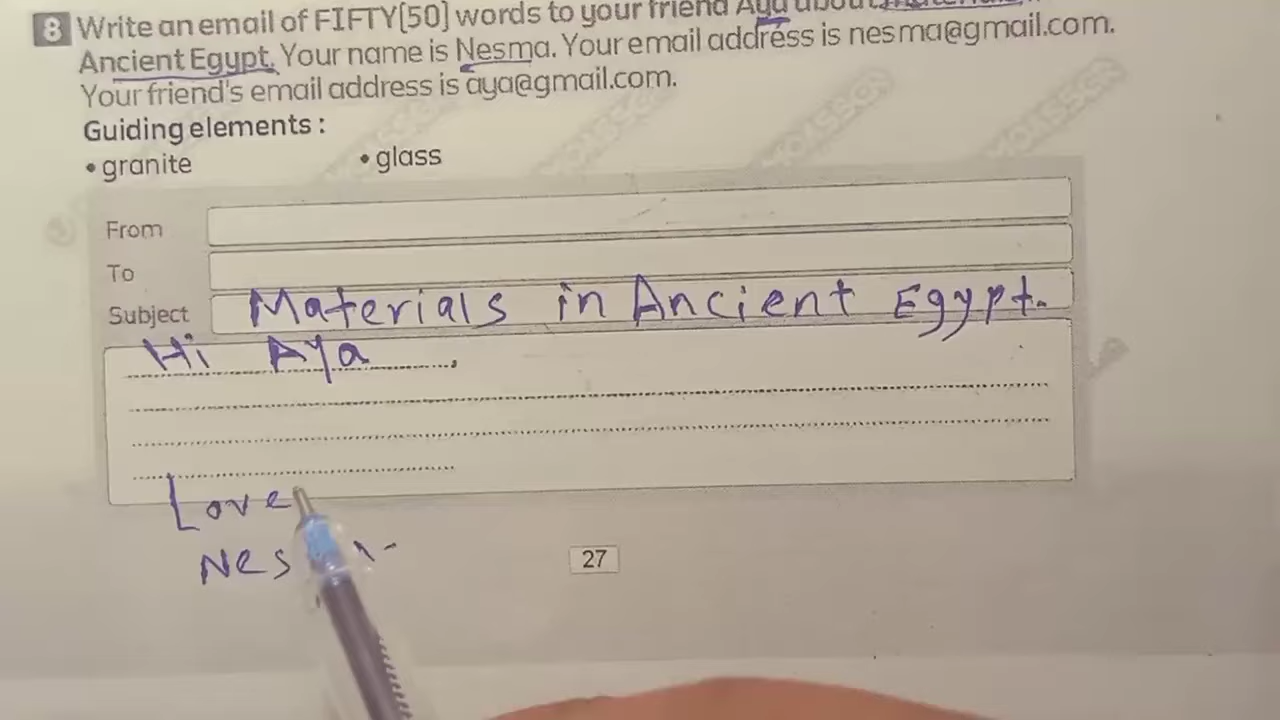 8 Write an email of FIFTY[50] words to your friend Aya about
Ancient Egypt. Your name is Nesma. Your email address is nesma@gmail.com.
Your friend's email address is aya@gmail.com.
Guiding elements :
• granite • glass
From
To
Subject Materials in Ancient Egypt.
Hi Aya ,
Love
27